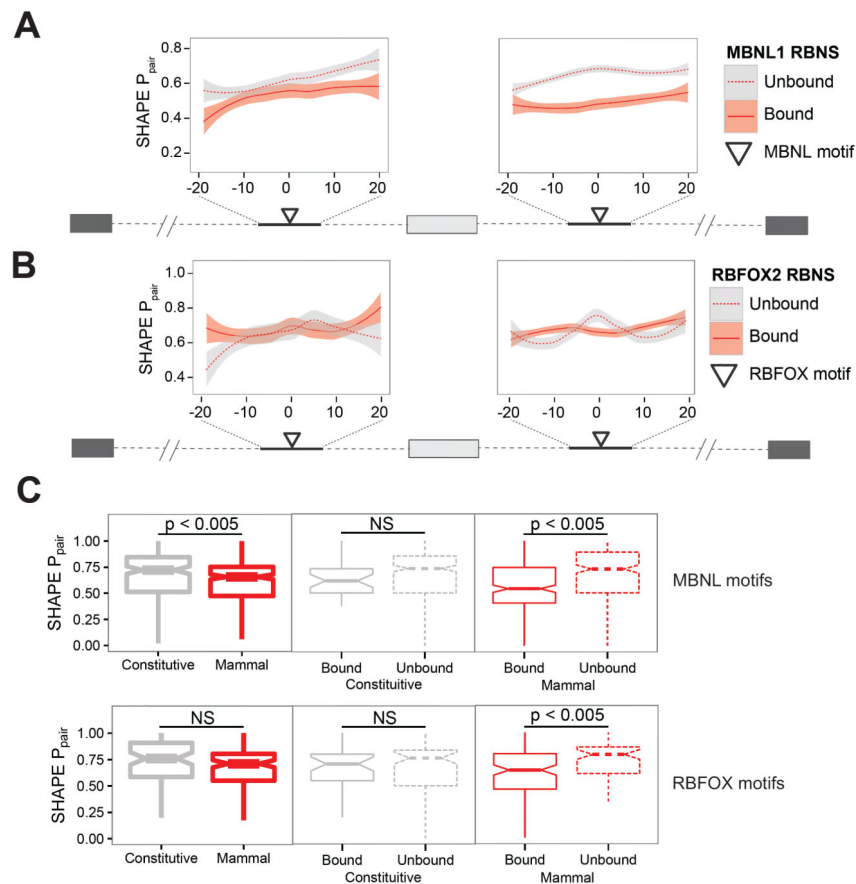 A
SHAPE Ppair
0.8
0.6
0.4
0.2
-20 -10 0 10 20
-20 -10 0 10 20
MBNL1 RBNS
Unbound
Bound
MBNL motif
B
SHAPE Ppair
1.0
0.8
0.6
0.4
-20 -10 0 10 20
-20 -10 0 10 20
RBFOX2 RBNS
Unbound
Bound
RBFOX motif
C
SHAPE Ppair
1.00
0.75
0.50
0.25
0.00
p < 0.005
NS
p < 0.005
Constitutive Mammal
Bound Unbound
Constituitive
Bound Unbound
Mammal
MBNL motifs
SHAPE Ppair
1.00
0.75
0.50
0.25
0.00
NS
NS
p < 0.005
Constitutive Mammal
Bound Unbound
Constituitive
Bound Unbound
Mammal
RBFOX motifs